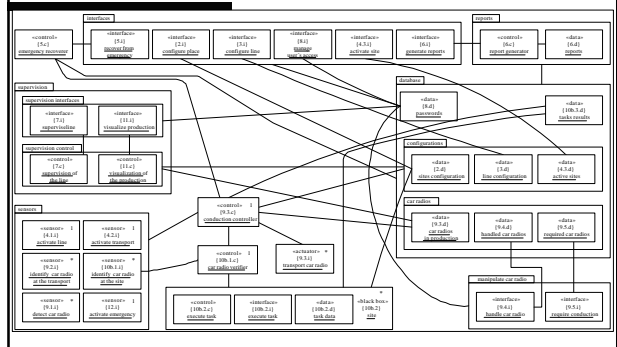 interfaces
reports
«control»
[5.c]
emergency recoverer
«interface»
[5.i]
recover from
emergency
«interface»
[2.i]
configure place
«interface»
[3.i]
configure line
«interface»
[8.i]
manage
user's access
«interface»
[4.3.i]
activate site
«interface»
[6.i]
generate reports
«control»
[6.c]
report generator
«data»
[6.d]
reports
supervision
supervision interfaces
«interface»
[7.i]
superviseline
«interface»
[11.i]
visualize production
supervision control
«control»
[7.c]
supervision of
the line
«control»
[11.c]
visualization of
the production
database
«data»
[8.d]
passwords
«data»
[10b.3.d]
tasks results
configurations
«data»
[2.d]
sites configuration
«data»
[3.d]
line configuration
«data»
[4.3.d]
active sites
car radios
«data»
[9.3.d]
car radios
in production
«data»
[9.4.d]
handled car radios
«data»
[9.5.d]
required car radios
sensors
«sensor» 1
[4.1.i]
activate line
«sensor» 1
[4.2.i]
activate transport
«sensor» *
[9.2.i]
identify car radio
at the transport
«sensor» *
[10b.1.i]
identify car radio
at the site
«sensor» *
[9.1.i]
detect car radio
«sensor» 1
[12.i]
activate emergency
«control» 1
[9.3.c]
conduction controller
«control» 1
[10b.1.c]
car radio verifier
«actuator» *
[9.3.i]
transport car radio
«control»
[10b.2.c]
execute task
«interface»
[10b.2.i]
execute task
«data»
[10b.2.d]
task data
*
«black box»
[10b.2]
site
manipulate car radio
«interface»
[9.4.i]
handle car radio
«interface»
[9.5.i]
require conduction